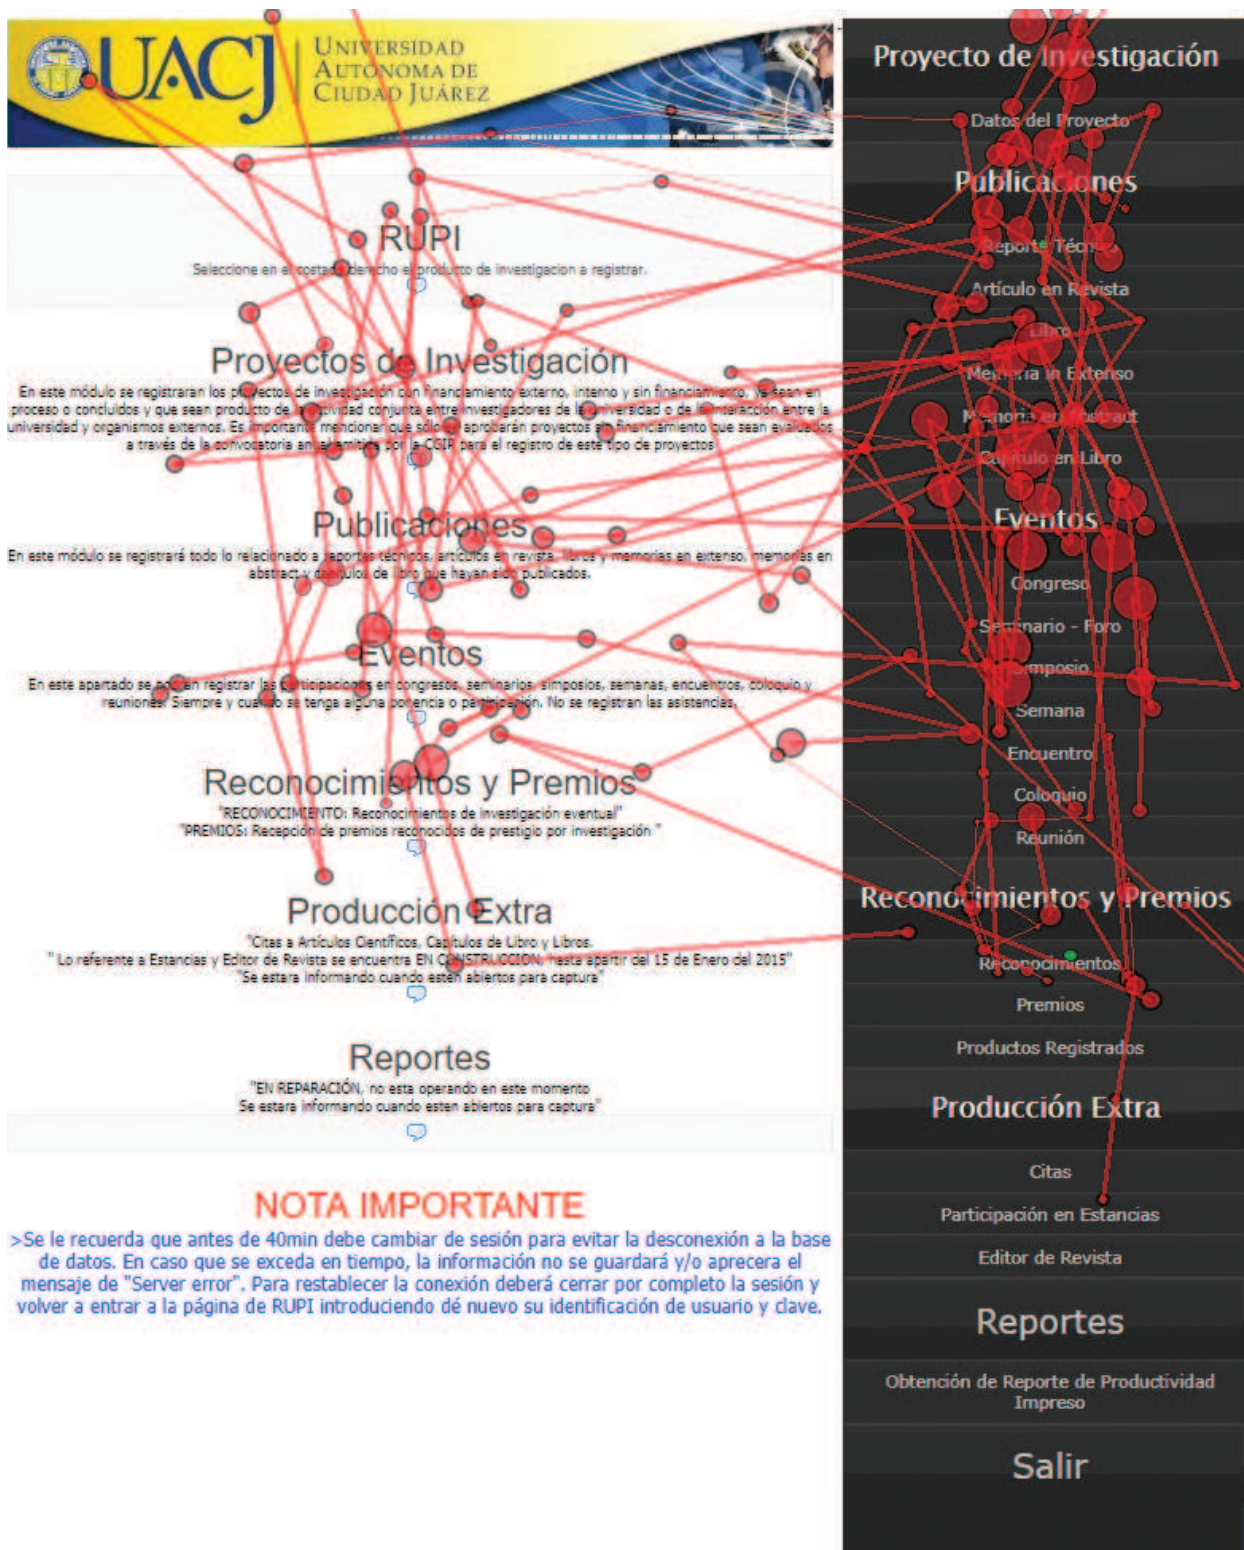 UACJ
UNIVERSIDAD
AUTÓNOMA DE
CIUDAD JUÁREZ
RUPI
Seleccione en el costado derecho el producto de investigacion a registrar.
Proyectos de Investigación
En este módulo se registraran los proyectos de investigación con financiamiento externo, interno y sin financiamiento, ya sean en
proceso o concluidos y que sean producto de la actividad conjunta entre investigadores de la universidad o de la interacción entre la
universidad y organismos externos. Es importante mencionar que sólo se aprobarán proyectos sin financiamiento que sean evaluados
a través de la convocatoria anual emitida por la CGIP para el registro de este tipo de proyectos
Publicaciones
En este módulo se registrará todo lo relacionado a reportes técnicos, artículos en revista, libros y memorias en extenso, memorias en
abstract y capítulos de libro que hayan sido publicados.
Eventos
En este apartado se podrán registrar las participaciones en congresos, seminarios, simposios, semanas, encuentros, coloquio y
reuniones. Siempre y cuando se tenga alguna ponencia o participación. No se registran las asistencias.
Reconocimientos y Premios
"RECONOCIMIENTO: Reconocimientos de investigación eventual"
"PREMIOS: Recepción de premios reconocidos de prestigio por investigación "
Producción Extra
"Citas a Artículos Científicos, Capítulos de Libro y Libros.
" Lo referente a Estancias y Editor de Revista se encuentra EN CONSTRUCCION, hasta apartir del 15 de Enero del 2015"
"Se estara informando cuando esten abiertos para captura"
Reportes
"EN REPARACIÓN, no esta operando en este momento
Se estara informando cuando esten abiertos para captura"
NOTA IMPORTANTE
>Se le recuerda que antes de 40min debe cambiar de sesión para evitar la desconexión a la base
de datos. En caso que se exceda en tiempo, la información no se guardará y/o aprecera el
mensaje de "Server error". Para restablecer la conexión deberá cerrar por completo la sesión y
volver a entrar a la página de RUPI introduciendo dé nuevo su identificación de usuario y clave.
Proyecto de Investigación
Datos del Proyecto
Publicaciones
Reporte Técnico
Artículo en Revista
Libro
Memoria in Extenso
Memoria en Abstract
Capítulo en Libro
Eventos
Congreso
Seminario - Foro
Simposio
Semana
Encuentro
Coloquio
Reunión
Reconocimientos y Premios
Reconocimientos
Premios
Productos Registrados
Producción Extra
Citas
Participación en Estancias
Editor de Revista
Reportes
Obtención de Reporte de Productividad
Impreso
Salir